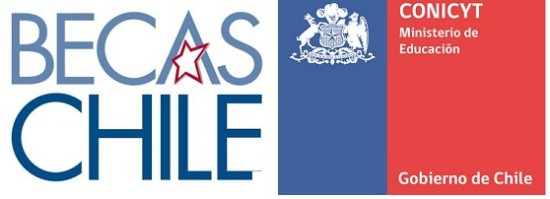 BECAS
CHILE
CONICYT
Ministerio de
Educación
Gobierno de Chile